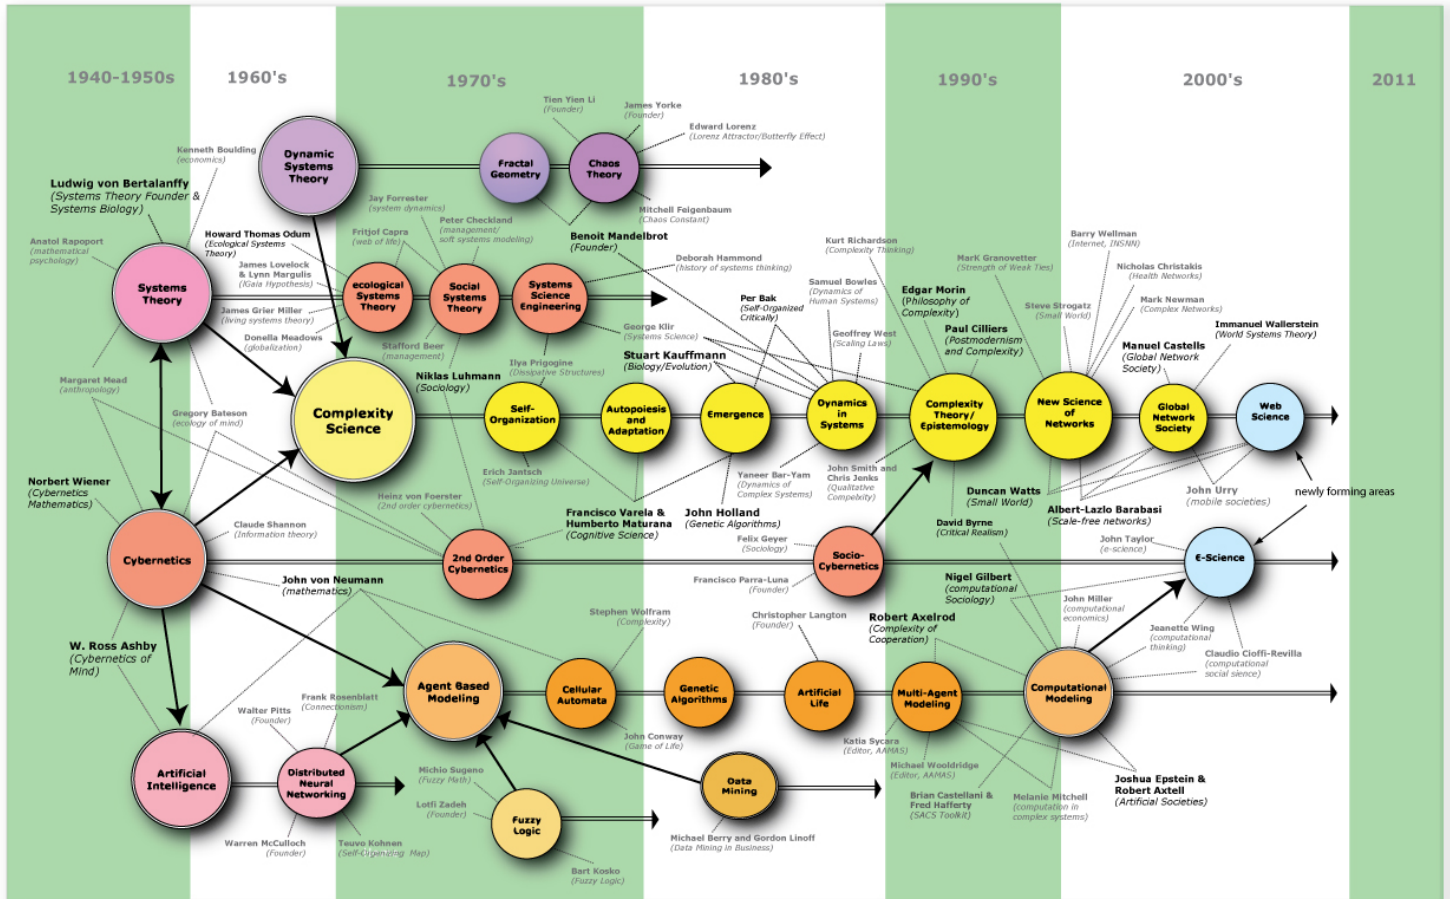 1940-1950s
1960's
1970's
1980's
1990's
2000's
2011
Tien Yien Li
(Founder)
James Yorke
(Founder)
Edward Lorenz
(Lorenz Attractor/Butterfly Effect)
Kenneth Boulding
(economics)
Dynamic
Systems
Theory
Fractal
Geometry
Chaos
Theory
Ludwig von Bertalanffy
(Systems Theory Founder &
Systems Biology)
Jay Forrester
(system dynamics)
Peter Checkland
(management/
soft systems modeling)
Mitchell Feigenbaum
(Chaos Constant)
Benoit Mandelbrot
(Founder)
Anatol Rapoport
(mathematical
psychology)
Howard Thomas Odum
(Ecological Systems
Theory)
Fritjof Capra
(web of life)
Kurt Richardson
(Complexity Thinking)
Barry Wellman
(Internet, INSNN)
MarK Granovetter
(Strength of Weak Ties)
Nicholas Christakis
(Health Networks)
Deborah Hammond
(history of systems thinking)
James Lovelock
& Lynn Margulis
(IGaia Hypothesis)
Systems
Theory
ecological
Systems
Theory
Social
Systems
Theory
Systems
Science
Engineering
Samuel Bowles
(Dynamics of
Human Systems)
Per Bak
(Self-Organized
Critically)
Edgar Morin
(Philosophy of
Complexity)
Steve Strogatz
(Small World)
Mark Newman
(Complex Networks)
James Grier Miller
(living systems theory)
Donella Meadows
(globalization)
Stafford Beer
(management)
George Klir
(Systems Science)
Geoffrey West
(Scaling Laws)
Paul Cilliers
(Postmodernism
and Complexity)
Immanuel Wallerstein
(World Systems Theory)
Manuel Castells
(Global Network
Society)
Stuart Kauffmann
(Biology/Evolution)
Ilya Prigogine
(Dissipative Structures)
Niklas Luhmann
(Sociology)
Margaret Mead
(anthropology)
Gregory Bateson
(ecology of mind)
Complexity
Science
Self-
Organization
Autopoiesis
and
Adaptation
Emergence
Dynamics
in
Systems
Complexity
Theory/
Epistemology
New Science
of
Networks
Global
Network
Society
Web
Science
Erich Jantsch
(Self-Organizing Universe)
Yaneer Bar-Yam
(Dynamics of
Complex Systems)
John Smith and
Chris Jenks
(Qualitative
Compelxity)
Norbert Wiener
(Cybernetics
Mathematics)
Heinz von Foerster
(2nd order cybernetics)
Francisco Varela &
Humberto Maturana
(Cognitive Science)
John Holland
(Genetic Algorithms)
Duncan Watts
(Small World)
John Urry
(mobile societies)
newly forming areas
Albert-Lazlo Barabasi
(Scale-free networks)
David Byrne
(Critical Realism)
Claude Shannon
(Information theory)
Felix Geyer
(Sociology)
John Taylor
(e-science)
Cybernetics
2nd Order
Cybernetics
Socio-
Cybernetics
€-Science
John von Neumann
(mathematics)
Francisco Parra-Luna
(Founder)
Nigel Gilbert
(computational
Sociology)
John Miller
(computational
economics)
Stephen Wolfram
(Complexity)
Christopher Langton
(Founder)
Robert Axelrod
(Complexity of
Cooperation)
Jeanette Wing
(computational
thinking)
W. Ross Ashby
(Cybernetics of
Mind)
Claudio Cioffi-Revilla
(computational
social sience)
Agent Based
Modeling
Cellular
Automata
Genetic
Algorithms
Artificial
Life
Multi-Agent
Modeling
Computational
Modeling
Frank Rosenblatt
(Connectionism)
Walter Pitts
(Founder)
John Conway
(Game of Life)
Katia Sycara
(Editor, AAMAS)
Michael Wooldridge
(Editor, AAMAS)
Artificial
Intelligence
Distributed
Neural
Networking
Michio Sugeno
(Fuzzy Math)
Data
Mining
Joshua Epstein &
Robert Axtell
(Artificial Societies)
Brian Castellani &
Fred Hafferty
(SACS Toolkit)
Melanie Mitchell
(computation in
complex systems)
Lotfi Zadeh
(Founder)
Fuzzy
Logic
Warren McCulloch
(Founder)
Teuvo Kohnen
(Self-Organizing Map)
Michael Berry and Gordon Linoff
(Data Mining in Business)
Bart Kosko
(Fuzzy Logic)